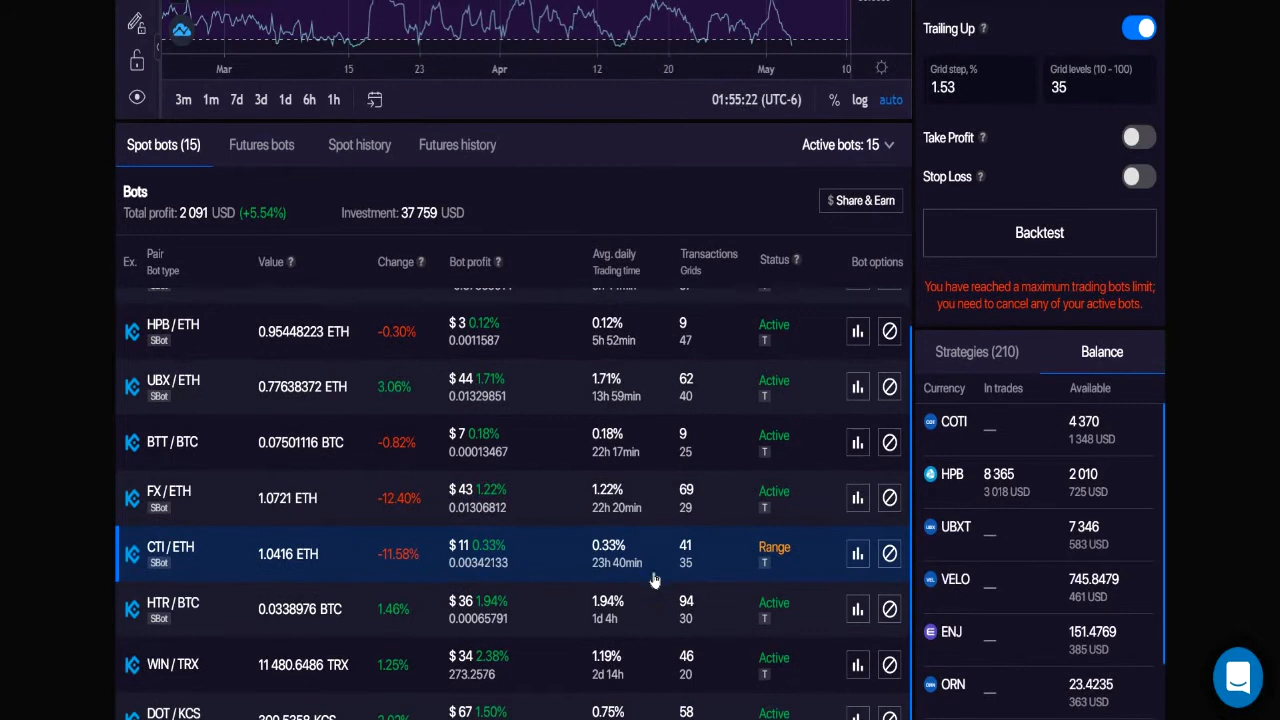 Mar 15 23 Apr 12 20 May 10
3m 1m 7d 3d 1d 6h 1h 01:55:22 (UTC-6) % log auto
Spot bots (15) Futures bots Spot history Futures history Active bots: 15
Bots
Total profit: 2 091 USD (+5.54%) Investment: 37 759 USD
$ Share & Earn
Ex. Pair Value ? Change ? Bot profit ? Avg. daily Transactions Status ? Bot options
Bot type Trading time Grids
HPB / ETH 0.95448223 ETH -0.30% $ 3 0.12% 0.12% 9 Active
SBot 0.0011587 5h 52min 47 T
UBX / ETH 0.77638372 ETH 3.06% $ 44 1.71% 1.71% 62 Active
SBot 0.01329851 13h 59min 40 T
BTT / BTC 0.07501116 BTC -0.82% $ 7 0.18% 0.18% 9 Active
0.00013467 22h 17min 25 T
FX / ETH 1.0721 ETH -12.40% $ 43 1.22% 1.22% 69 Active
SBot 0.01306812 22h 20min 29 T
CTI / ETH 1.0416 ETH -11.58% $ 11 0.33% 0.33% 41 Range
SBot 0.00342133 23h 40min 35 T
HTR / BTC 0.0338976 BTC 1.46% $ 36 1.94% 1.94% 94 Active
SBot 0.00065791 1d 4h 30 T
WIN / TRX 11 480.6486 TRX 1.25% $ 34 2.38% 1.19% 46 Active
273.2576 2d 14h 20 T
DOT / KCS $ 67 1.50% 0.75% 58 Active
Trailing Up ?
Grid step, % Grid levels (10 - 100)
1.53 35
Take Profit ?
Stop Loss ?
Backtest
You have reached a maximum trading bots limit;
you need to cancel any of your active bots.
Strategies (210) Balance
Currency In trades Available
COTI __ 4 370
1 348 USD
HPB 8 365 2 010
3 018 USD 725 USD
UBXT __ 7 346
583 USD
VELO __ 745.8479
461 USD
ENJ __ 151.4769
385 USD
ORN __ 23.4235
363 USD